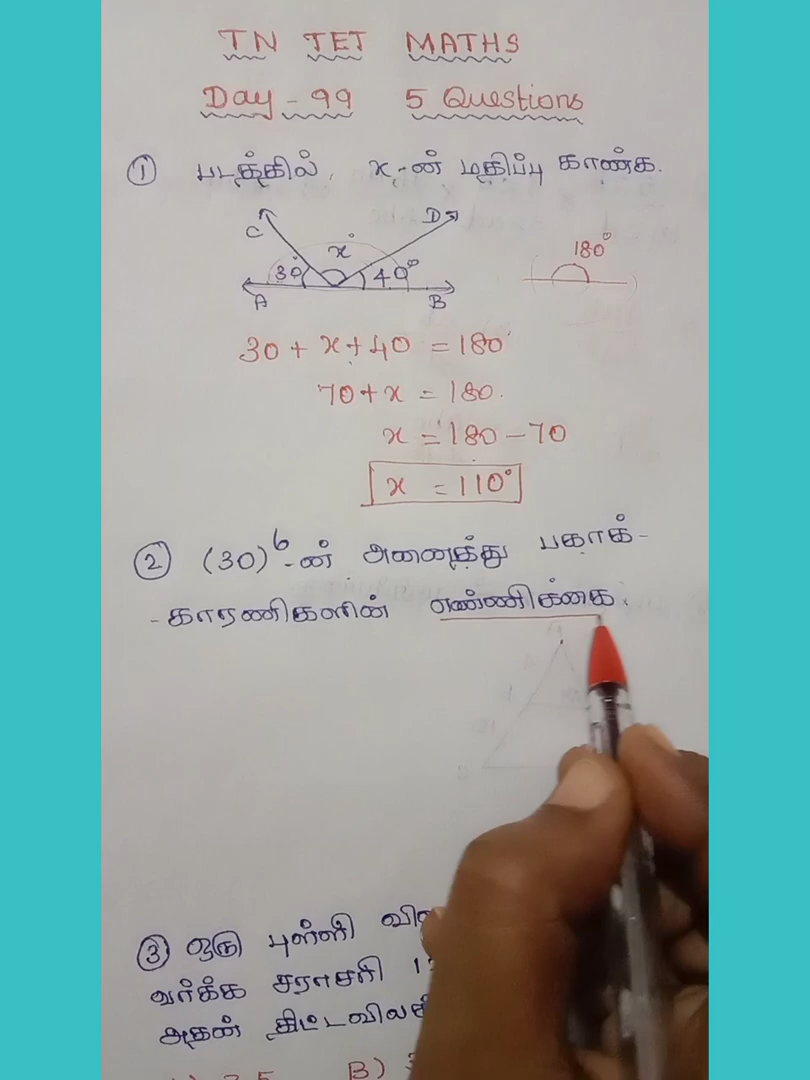 TN TET MATHS
Day - 99 5 Questions
① படத்தில், x-ன் மதிப்பு காண்க.
C D
x°
30° 40°
A B
180°
30 + x + 40 = 180
70 + x = 180.
x = 180 - 70
x = 110°
② (30)⁶-ன் அனைத்து பகாக்-
-காரணிகளின் எண்ணிக்கை.
③ ஒரு புள்ளி
வர்க்க சராசரி
அதன்
B)